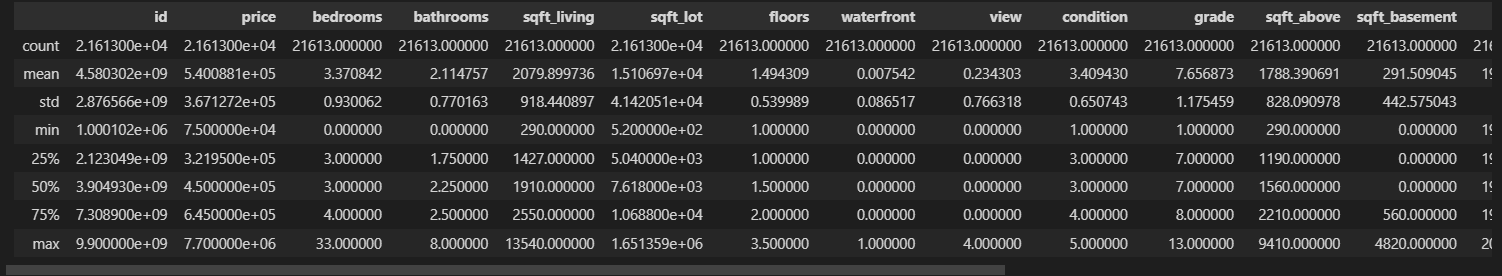 id price bedrooms bathrooms sqft_living sqft_lot floors waterfront view condition grade sqft_above sqft_basement
count 2.161300e+04 2.161300e+04 21613.000000 21613.000000 21613.000000 2.161300e+04 21613.000000 21613.000000 21613.000000 21613.000000 21613.000000 21613.000000 21613.000000 21
mean 4.580302e+09 5.400881e+05 3.370842 2.114757 2079.899736 1.510697e+04 1.494309 0.007542 0.234303 3.409430 7.656873 1788.390691 291.509045 19
std 2.876566e+09 3.671272e+05 0.930062 0.770163 918.440897 4.142051e+04 0.539989 0.086517 0.766318 0.650743 1.175459 828.090978 442.575043
min 1.000102e+06 7.500000e+04 0.000000 0.000000 290.000000 5.200000e+02 1.000000 0.000000 0.000000 1.000000 1.000000 290.000000 0.000000 19
25% 2.123049e+09 3.219500e+05 3.000000 1.750000 1427.000000 5.040000e+03 1.000000 0.000000 0.000000 3.000000 7.000000 1190.000000 0.000000 19
50% 3.904930e+09 4.500000e+05 3.000000 2.250000 1910.000000 7.618000e+03 1.500000 0.000000 0.000000 3.000000 7.000000 1560.000000 0.000000 19
75% 7.308900e+09 6.450000e+05 4.000000 2.500000 2550.000000 1.068800e+04 2.000000 0.000000 0.000000 4.000000 8.000000 2210.000000 560.000000 19
max 9.900000e+09 7.700000e+06 33.000000 8.000000 13540.000000 1.651359e+06 3.500000 1.000000 4.000000 5.000000 13.000000 9410.000000 4820.000000 20